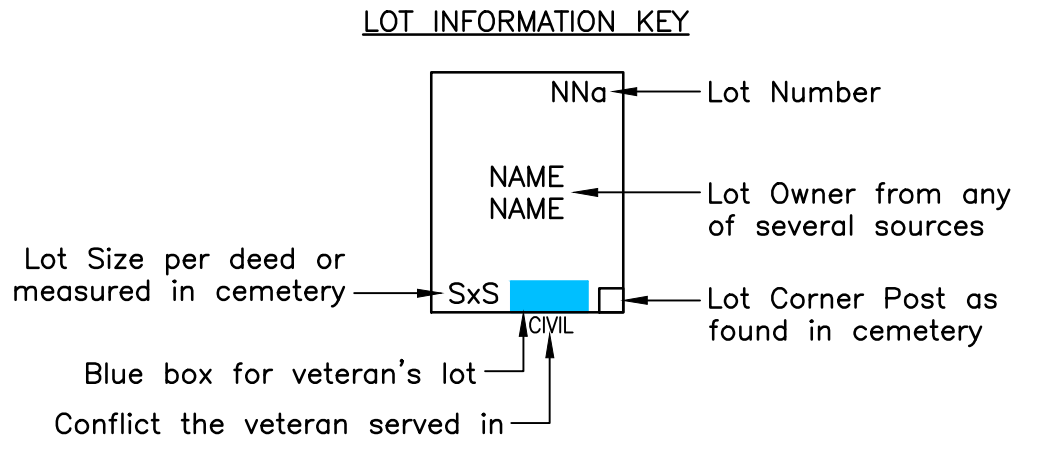 LOT INFORMATION KEY
NNa
Lot Number
NAME
NAME
Lot Owner from any
of several sources
Lot Size per deed or
measured in cemetery
SxS
Lot Corner Post as
found in cemetery
CIVIL
Blue box for veteran's lot
Conflict the veteran served in